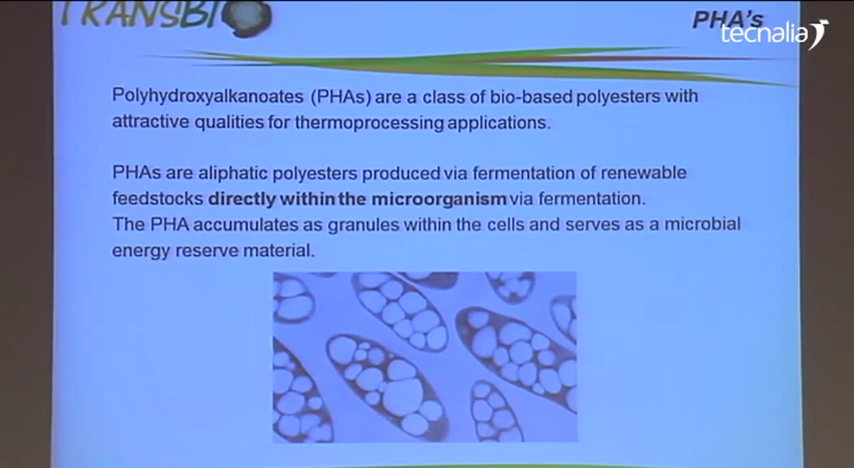 TRANSBIO
PHA's
tecnalia
Polyhydroxyalkanoates (PHAs) are a class of bio-based polyesters with
attractive qualities for thermoprocessing applications.
PHAs are aliphatic polyesters produced via fermentation of renewable
feedstocks directly within the microorganism via fermentation.
The PHA accumulates as granules within the cells and serves as a microbial
energy reserve material.